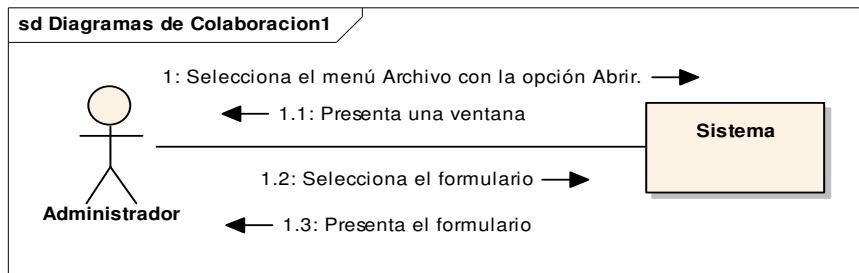 sd Diagramas de Colaboracion1
1: Selecciona el menú Archivo con la opción Abrir.
1.1: Presenta una ventana
Sistema
1.2: Selecciona el formulario
Administrador
1.3: Presenta el formulario